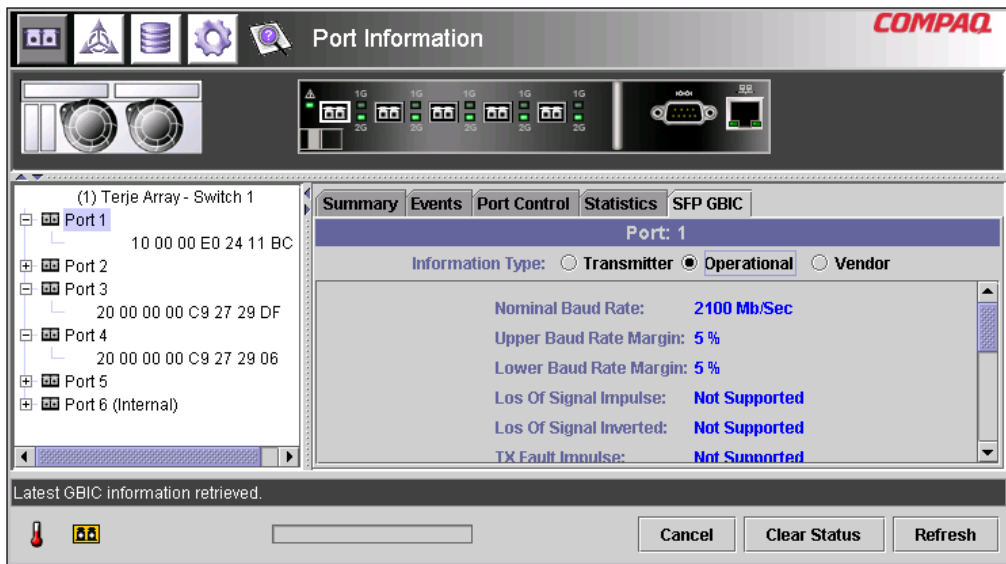 Port Information
COMPAQ
1G 1G 1G 1G 1G
2G 2G 2G 2G 2G
(1) Terje Array - Switch 1
Port 1
10 00 00 E0 24 11 BC
Port 2
Port 3
20 00 00 00 C9 27 29 DF
Port 4
20 00 00 00 C9 27 29 06
Port 5
Port 6 (Internal)
Summary Events Port Control Statistics SFP GBIC
Port: 1
Information Type: Transmitter Operational Vendor
Nominal Baud Rate: 2100 Mb/Sec
Upper Baud Rate Margin: 5 %
Lower Baud Rate Margin: 5 %
Los Of Signal Impulse: Not Supported
Los Of Signal Inverted: Not Supported
TX Fault Impulse: Not Supported
Latest GBIC information retrieved.
Cancel Clear Status Refresh